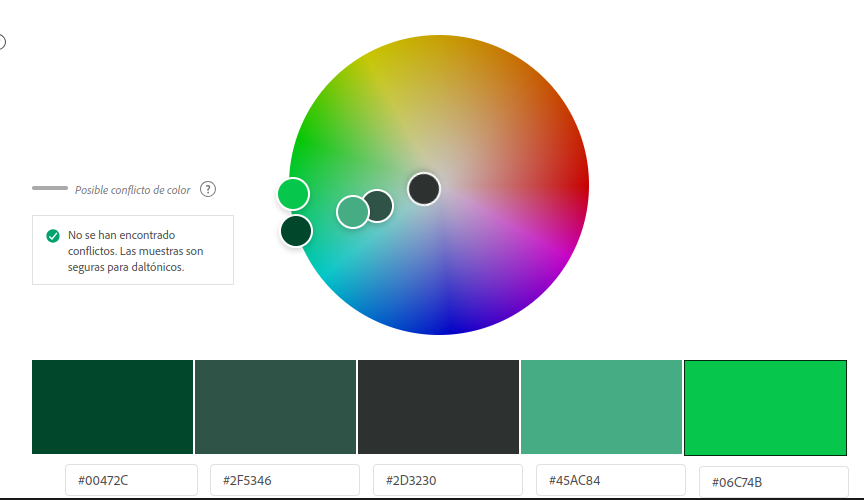 Posible conflicto de color ?
No se han encontrado
conflictos. Las muestras son
seguras para daltónicos.
#00472C
#2F5346
#2D3230
#45AC84
#06C74B